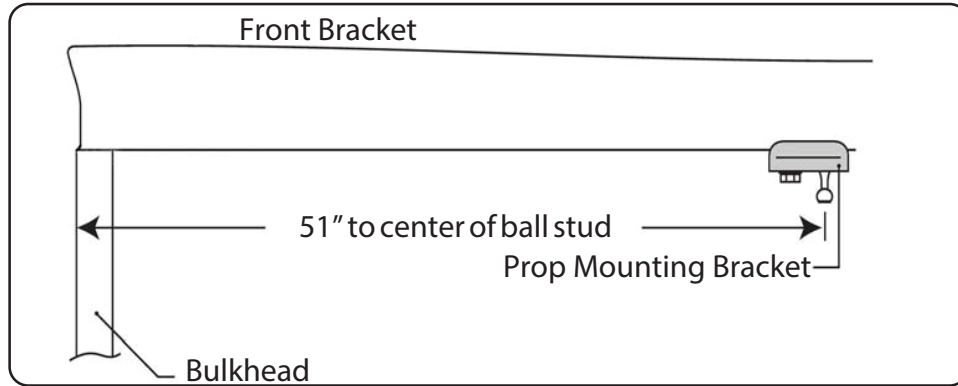 Front Bracket
51” to center of ball stud
Prop Mounting Bracket
Bulkhead